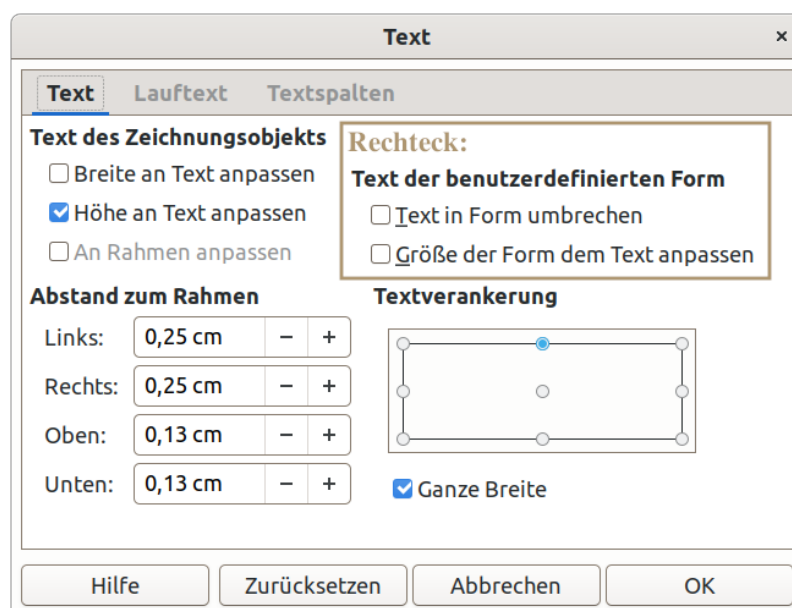 Text ×
Text Lauftext Textspalten
Text des Zeichnungsobjekts
Breite an Text anpassen
Höhe an Text anpassen
An Rahmen anpassen
Rechteck:
Text der benutzerdefinierten Form
Text in Form umbrechen
Größe der Form dem Text anpassen
Abstand zum Rahmen
Links: 0,25 cm − +
Rechts: 0,25 cm − +
Oben: 0,13 cm − +
Unten: 0,13 cm − +
Textverankerung
Ganze Breite
Hilfe Zurücksetzen Abbrechen OK